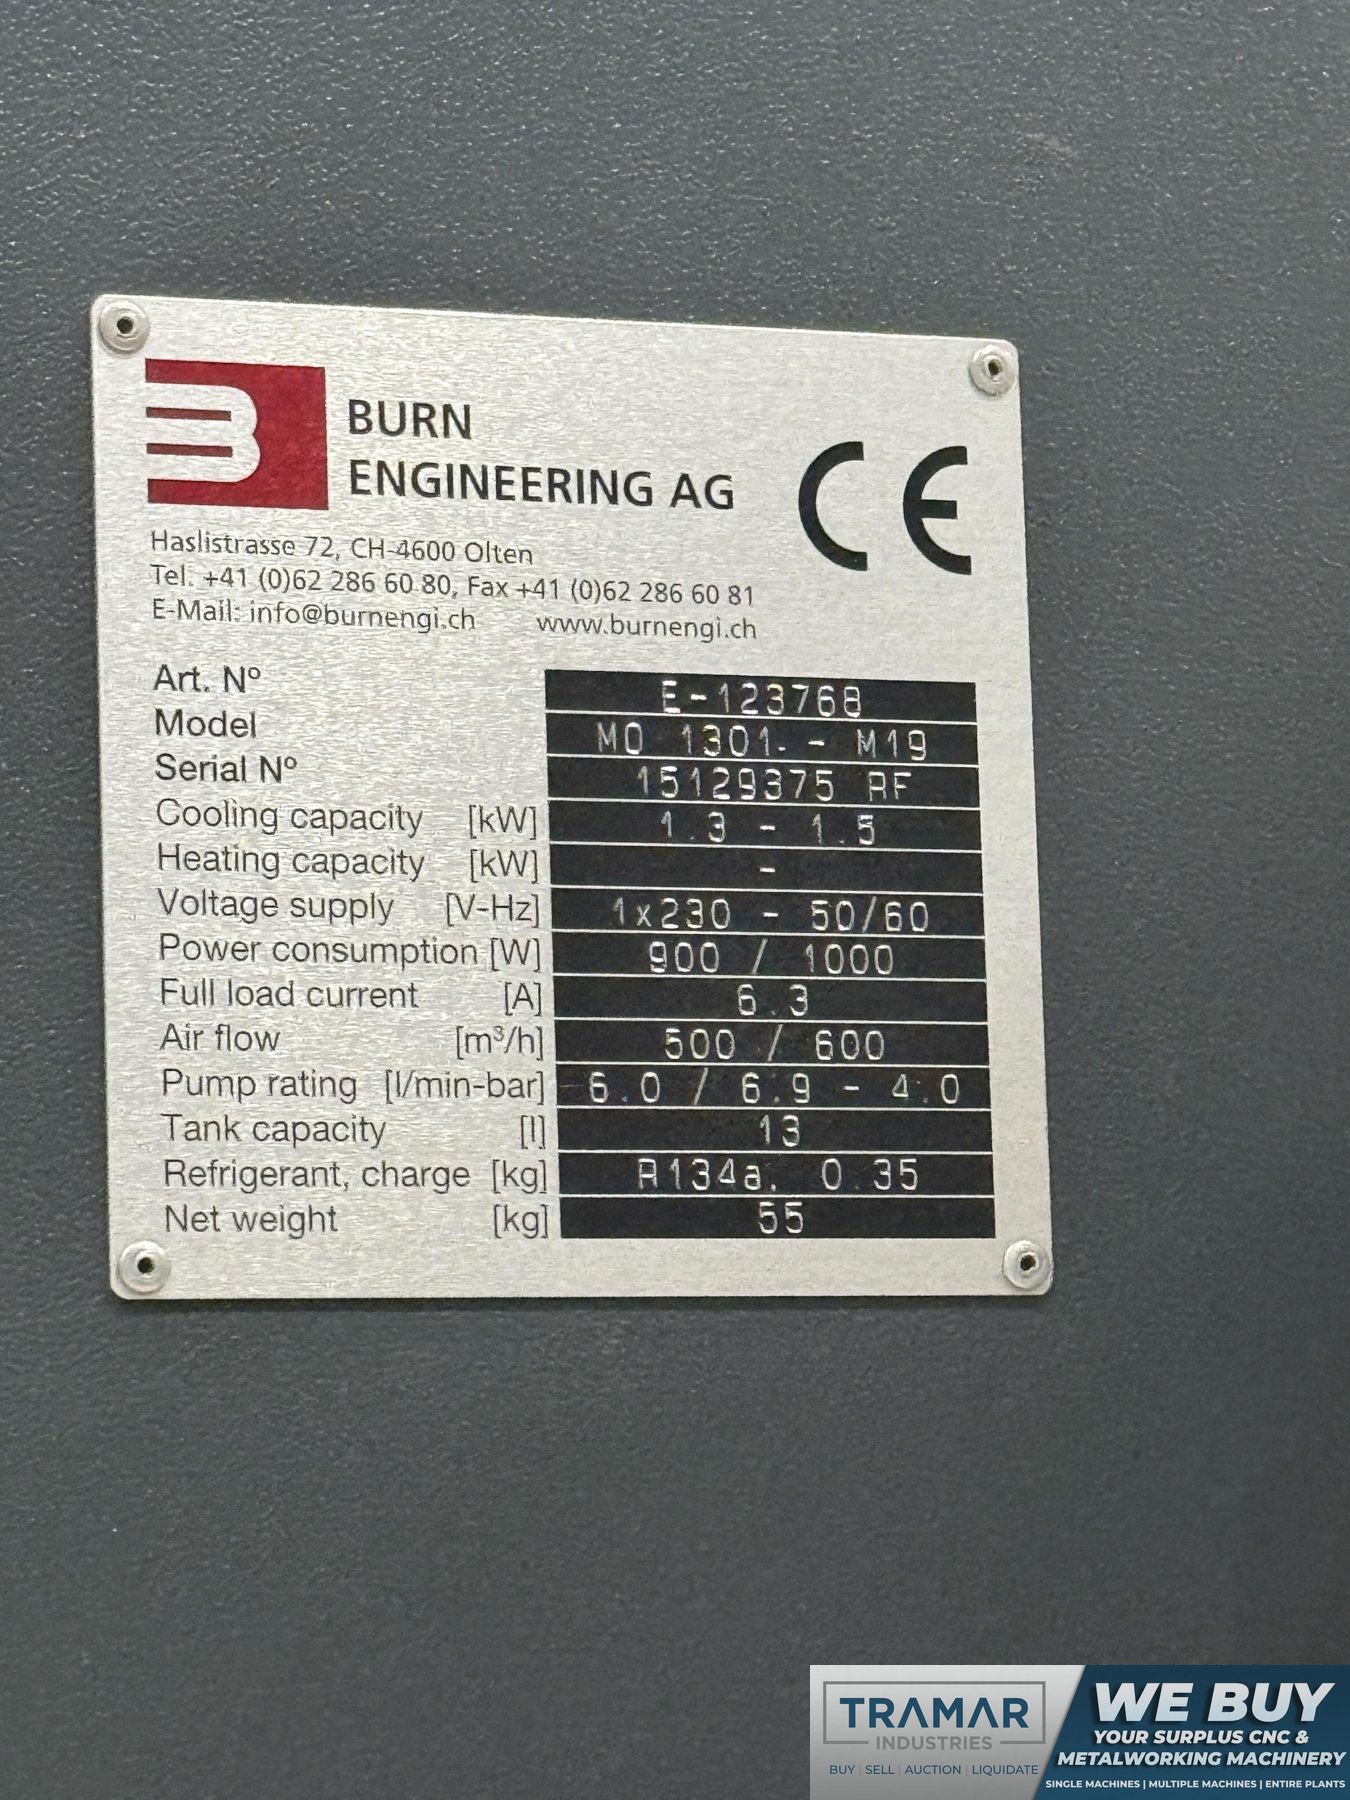 BURN
ENGINEERING AG
CE
Haslistrasse 72, CH-4600 Olten
Tel. +41 (0)62 286 60 80, Fax +41 (0)62 286 60 81
E-Mail: info@burnengi.ch www.burnengi.ch
Art. Nº E-123768
Model MO 1301. - M19
Serial Nº 15129375 RF
Cooling capacity [kW] 1.3 - 1.5
Heating capacity [kW] -
Voltage supply [V-Hz] 1x230 - 50/60
Power consumption [W] 900 / 1000
Full load current [A] 6.3
Air flow [m³/h] 500 / 600
Pump rating [l/min-bar] 6.0 / 6.9 - 4.0
Tank capacity [l] 13
Refrigerant, charge [kg] R134a, 0.35
Net weight [kg] 55
TRAMAR
INDUSTRIES
BUY | SELL | AUCTION | LIQUIDATE
WE BUY
YOUR SURPLUS CNC &
METALWORKING MACHINERY
SINGLE MACHINES | MULTIPLE MACHINES | ENTIRE PLANTS